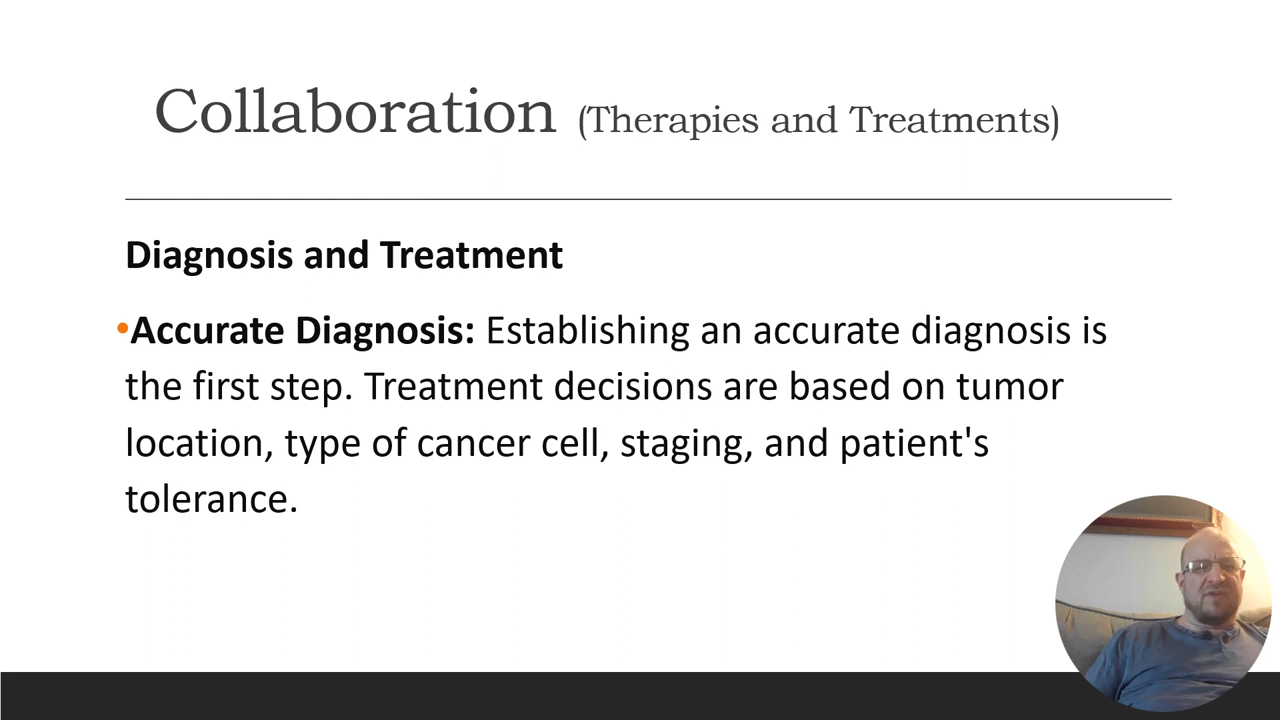 Collaboration (Therapies and Treatments)
Diagnosis and Treatment
•Accurate Diagnosis: Establishing an accurate diagnosis is
the first step. Treatment decisions are based on tumor
location, type of cancer cell, staging, and patient's
tolerance.